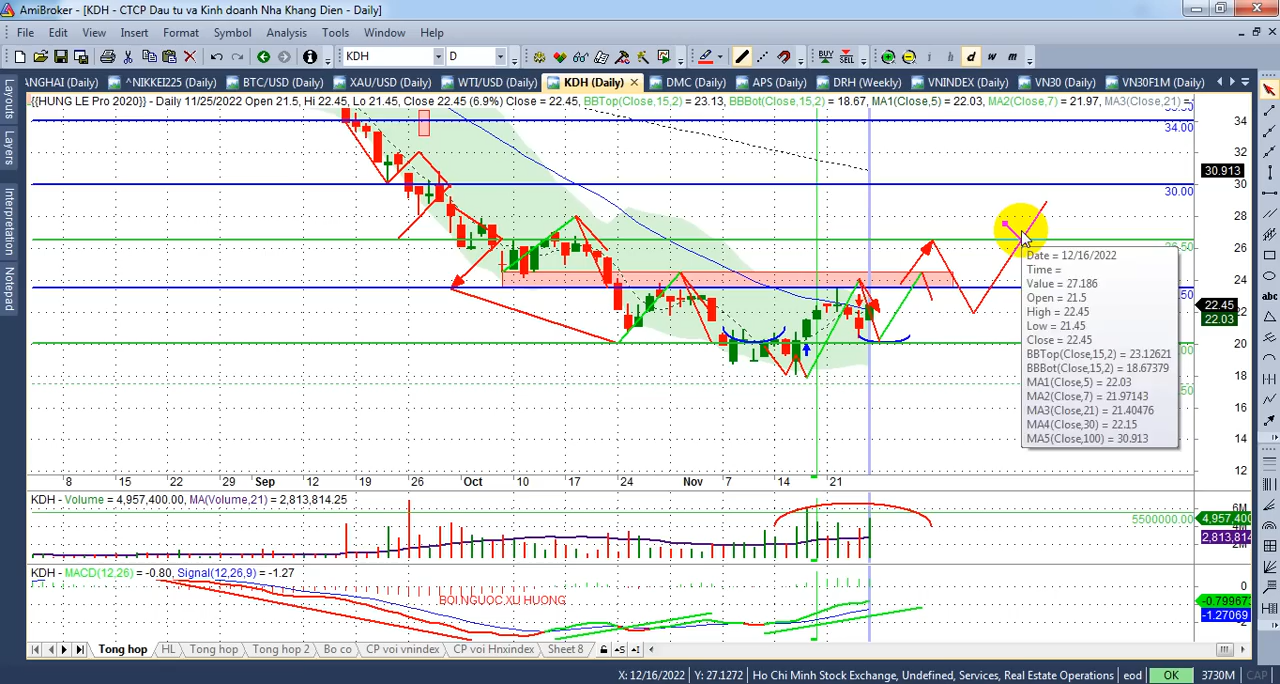 AmiBroker - [KDH - CTCP Dau tu va Kinh doanh Nha Khang Dien - Daily]
File Edit View Insert Format Symbol Analysis Tools Window Help
KDH D BUY SELL i h d w m
ANGHAI (Daily) ^NIKKEI225 (Daily) BTC/USD (Daily) XAU/USD (Daily) WTI/USD (Daily) KDH (Daily) DMC (Daily) APS (Daily) DRH (Weekly) VNINDEX (Daily) VN30 (Daily) VN30F1M (Daily)
Layouts
Layers
Interpretation
Notepad
{{HUNG LE Pro 2020}} - Daily 11/25/2022 Open 21.5, Hi 22.45, Lo 21.45, Close 22.45 (6.9%) Close = 22.45, BBTop(Close,15,2) = 23.13, BBBot(Close,15,2) = 18.67, MA1(Close,5) = 22.03, MA2(Close,7) = 21.97, MA3(Close,21) =
34.00
30.00
34
32
30.913
30
28
26
24
22.45
22.03
20
18
16
14
12
abc
Date = 12/16/2022
Time =
Value = 27.186
Open = 21.5
High = 22.45
Low = 21.45
Close = 22.45
BBTop(Close,15,2) = 23.12621
BBBot(Close,15,2) = 18.67379
MA1(Close,5) = 22.03
MA2(Close,7) = 21.97143
MA3(Close,21) = 21.40476
MA4(Close,30) = 22.15
MA5(Close,100) = 30.913
8 15 22 29 Sep 12 19 26 Oct 10 17 24 Nov 7 14 21
KDH - Volume = 4,957,400.00, MA(Volume,21) = 2,813,814.25
5500000.00
6M
4,957,400
2,813,814
KDH - MACD(12,26) = -0.80, Signal(12,26,9) = -1.27
BOI NGUOC XU HUONG
0
-0.799673
-1.27069
Tong hop HL Tong hop Tong hop 2 Bo co CP voi vnindex CP voi Hnxindex Sheet 8
X: 12/16/2022, Y: 27.1272 Ho Chi Minh Stock Exchange, Undefined, Services, Real Estate Operations eod OK 3730M CAP